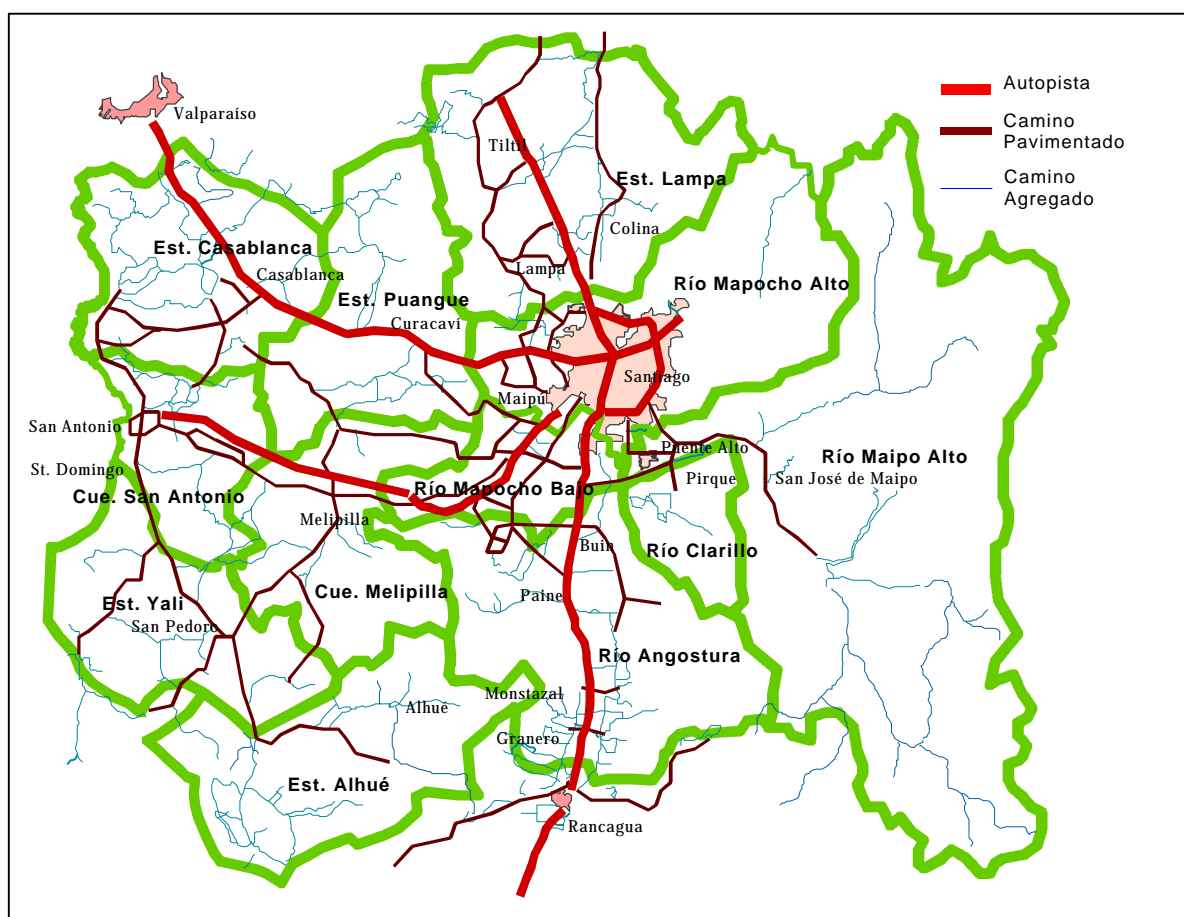 Autopista
Valparaíso
Camino
Pavimentado
Tiltil
Est. Lampa
Camino
Agregado
Colina
Est. Casablanca
Casablanca
Lampa
Río Mapocho Alto
Est. Puangue
Curacaví
Santiago
Maipú
San Antonio
Puente Alto
Río Maipo Alto
St. Domingo
Pirque
San José de Maipo
Cue. San Antonio
Río Mapocho Bajo
Melipilla
Buin
Río Clarillo
Cue. Melipilla
Paine
Est. Yali
San Pedoro
Río Angostura
Monstazal
Alhué
Granero
Est. Alhué
Rancagua